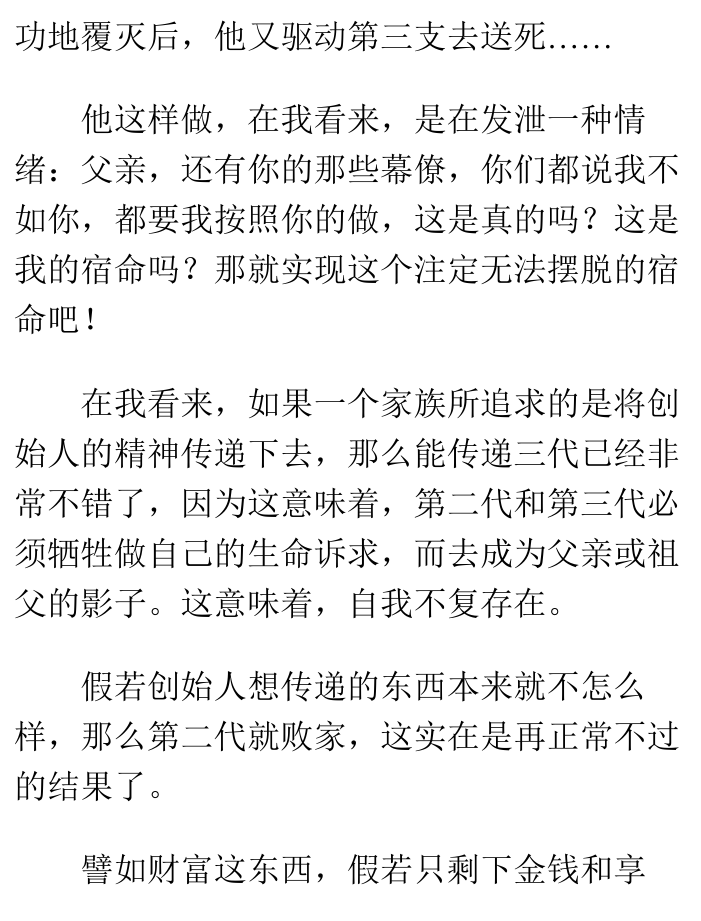 功地覆灭后，他又驱动第三支去送死……
他这样做，在我看来，是在发泄一种情
绪：父亲，还有你的那些幕僚，你们都说我不
如你，都要我按照你的做，这是真的吗？这是
我的宿命吗？那就实现这个注定无法摆脱的宿
命吧！
在我看来，如果一个家族所追求的是将创
始人的精神传递下去，那么能传递三代已经非
常不错了，因为这意味着，第二代和第三代必
须牺牲做自己的生命诉求，而去成为父亲或祖
父的影子。这意味着，自我不复存在。
假若创始人想传递的东西本来就不怎么
样，那么第二代就败家，这实在是再正常不过
的结果了。
譬如财富这东西，假若只剩下金钱和享